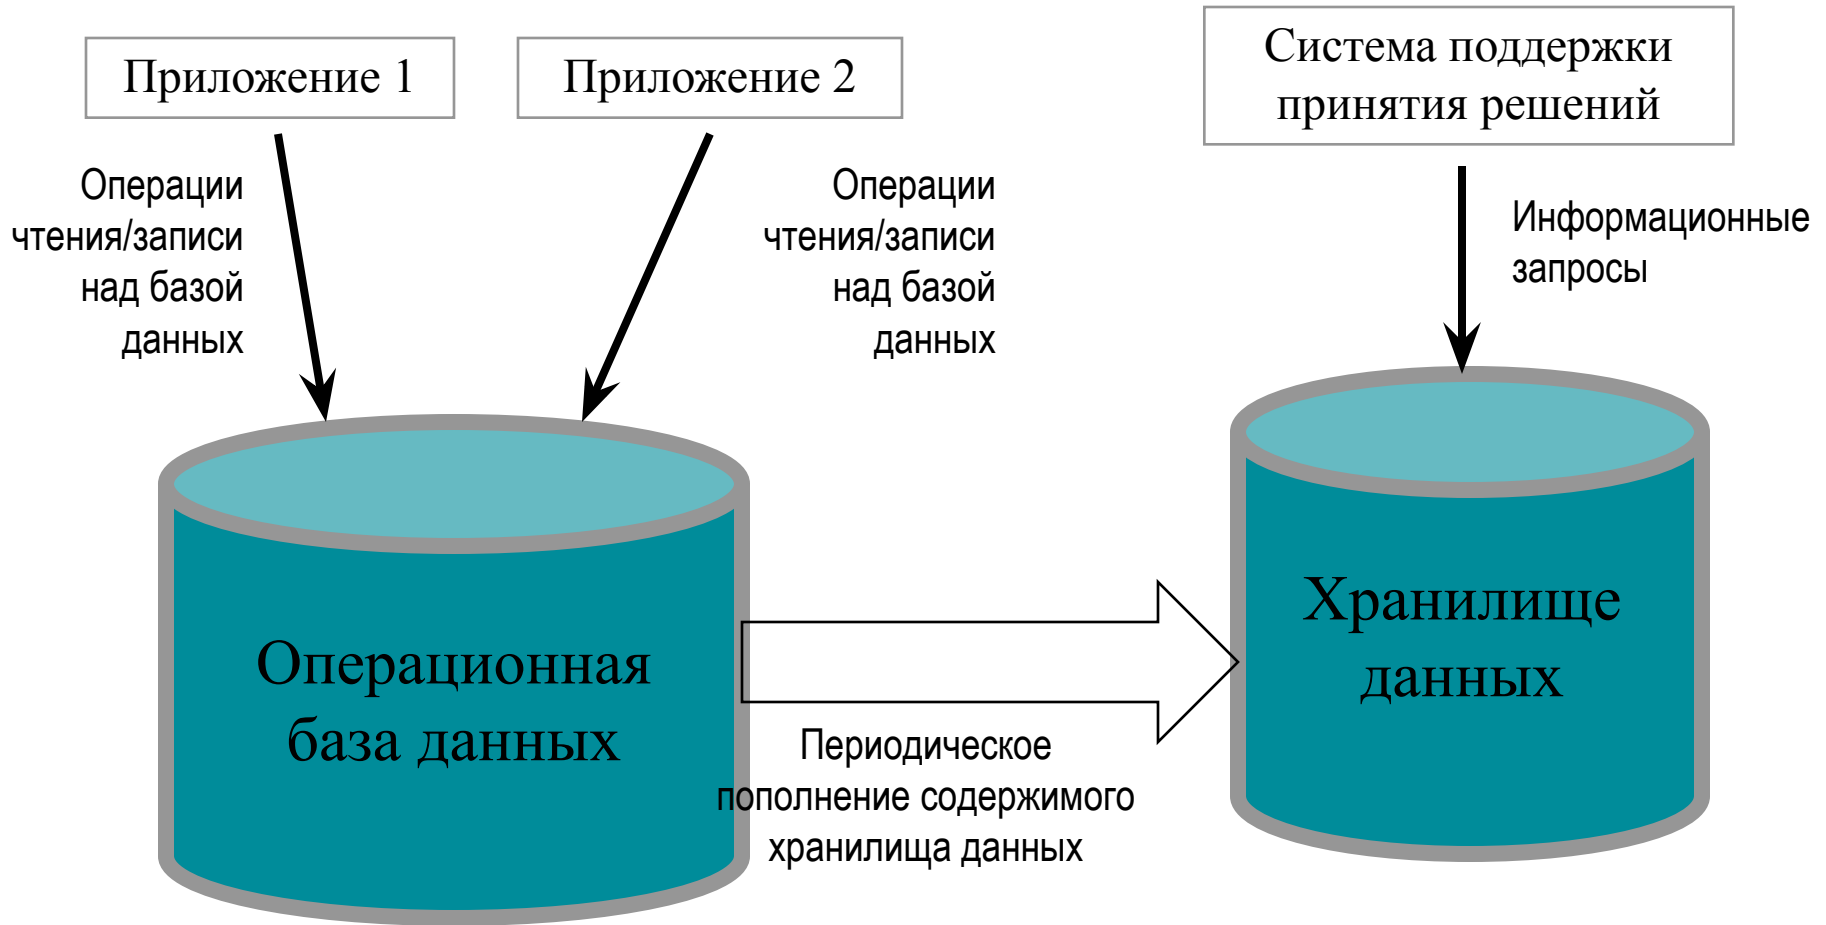 Приложение 1
Приложение 2
Система поддержки
принятия решений
Операции
чтения/записи
над базой
данных
Операции
чтения/записи
над базой
данных
Информационные
запросы
Операционная
база данных
Периодическое
пополнение содержимого
хранилища данных
Хранилище
данных